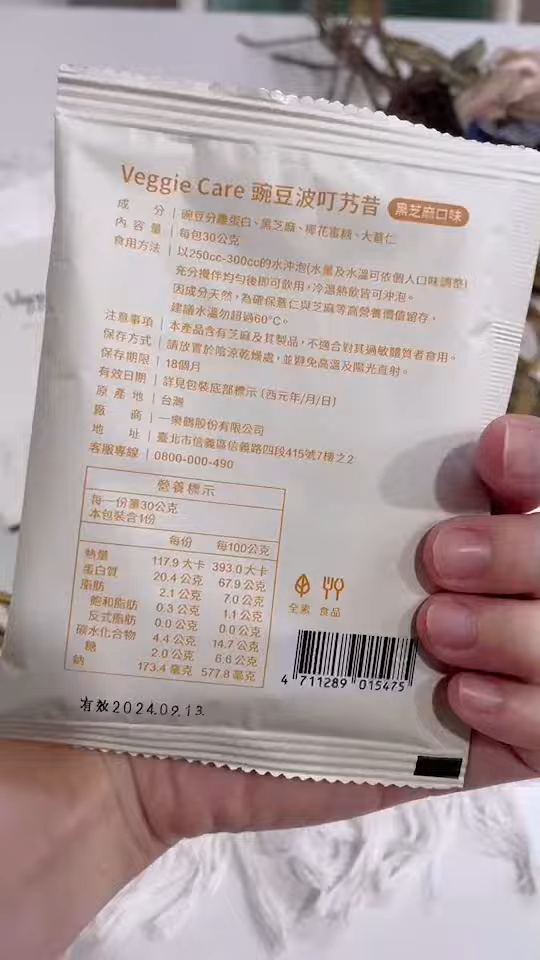 Veggie Care 豌豆波叮艿昔 黑芝麻口味
成分 | 豌豆分離蛋白、黑芝麻、椰花蜜糖、大薏仁
內容量 | 每包30公克
食用方法 | 以250cc-300cc的水沖泡(水量及水溫可依個人口味調整)
充分攪伴均勻後即可飲用,冷溫熱飲皆可沖泡。
因成分天然,為確保薏仁與芝麻等高營養價值留存,
建議水溫勿超過60°C。
注意事項 | 本產品含有芝麻及其製品,不適合對其過敏體質者食用。
保存方式 | 請放置於陰涼乾燥處,並避免高溫及陽光直射。
保存期限 | 18個月
有效日期 | 詳見包裝底部標示 (西元年/月/日)
原產地 | 台灣
廠商 | 一樂鶴股份有限公司
地址 | 臺北市信義區信義路四段415號7樓之2
客服專線 | 0800-000-490
營養標示
每一份量30公克
本包裝含1份
每份 每100公克
熱量 117.9大卡 393.0大卡
蛋白質 20.4公克 67.9公克
脂肪 2.1公克 7.0公克
飽和脂肪 0.3公克 1.1公克
反式脂肪 0.0公克 0.0公克
碳水化合物 4.4公克 14.7公克
糖 2.0公克 6.6公克
鈉 173.4毫克 577.8毫克
全素 食品
4 711289 015475
有效2024.09.13.